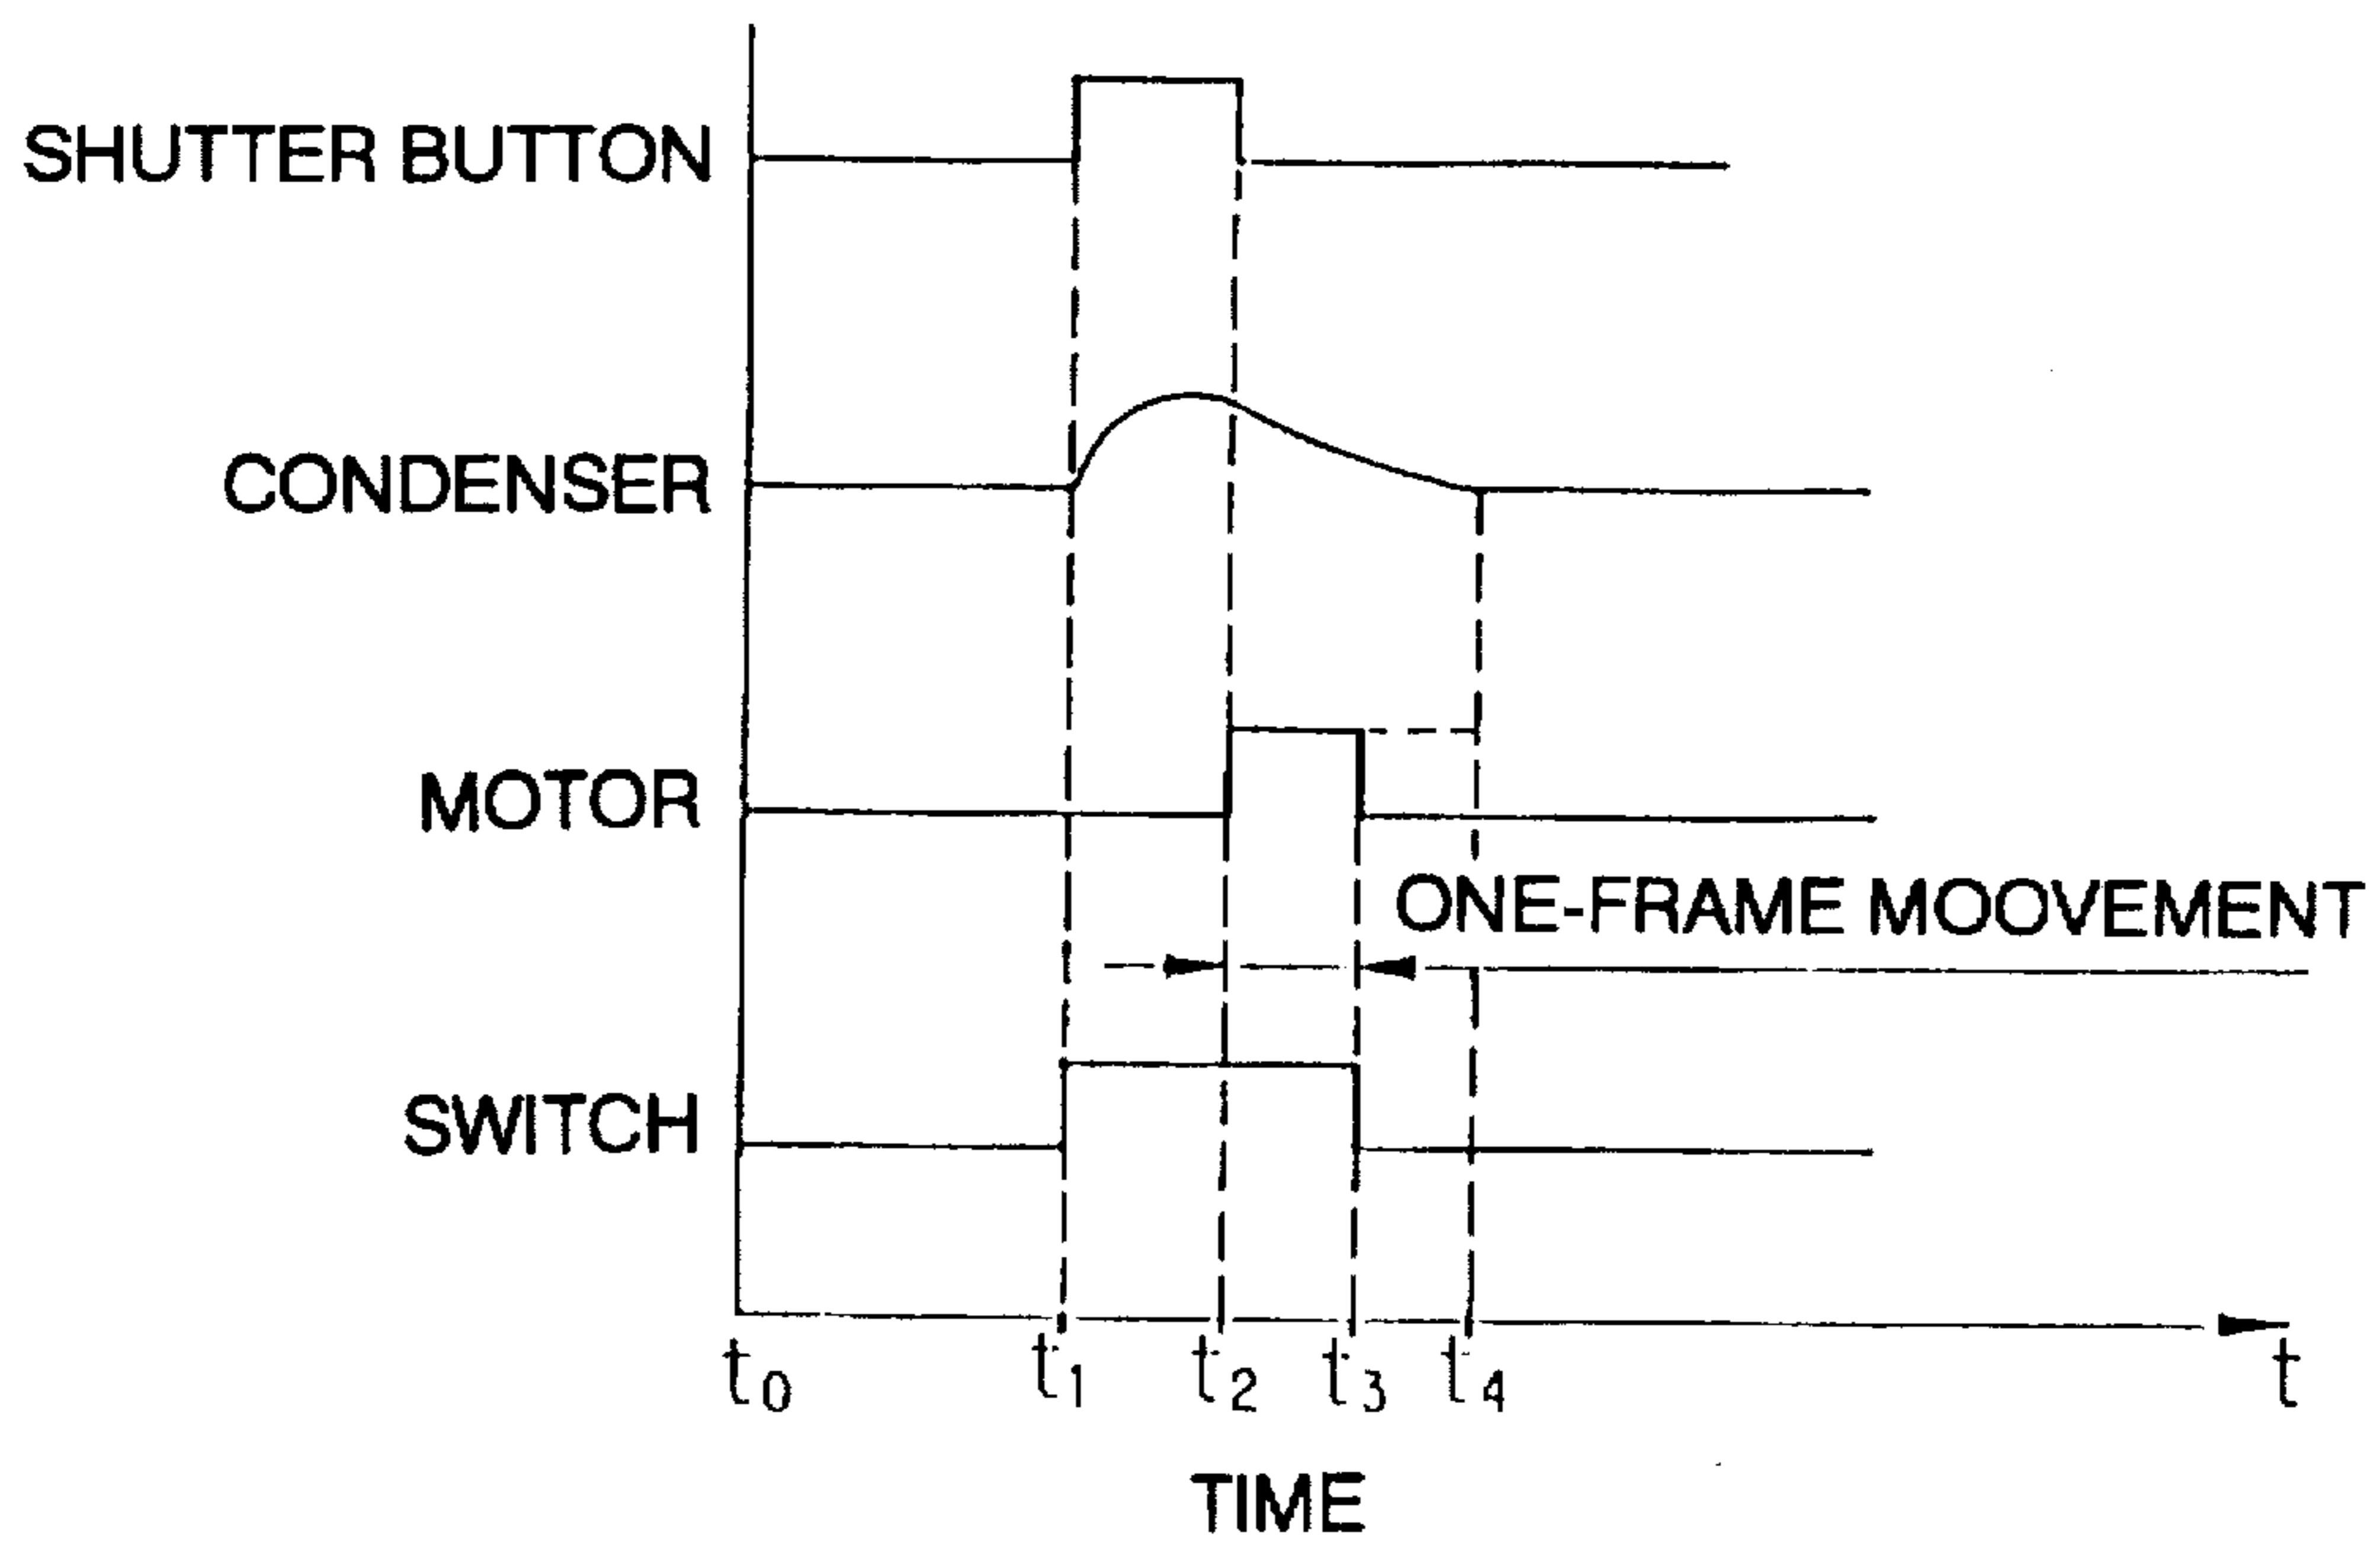 SHUTTER BUTTON
CONDENSER
MOTOR
ONE-FRAME MOOVEMENT
SWITCH
t0 t1 t2 t3 t4 t
TIME